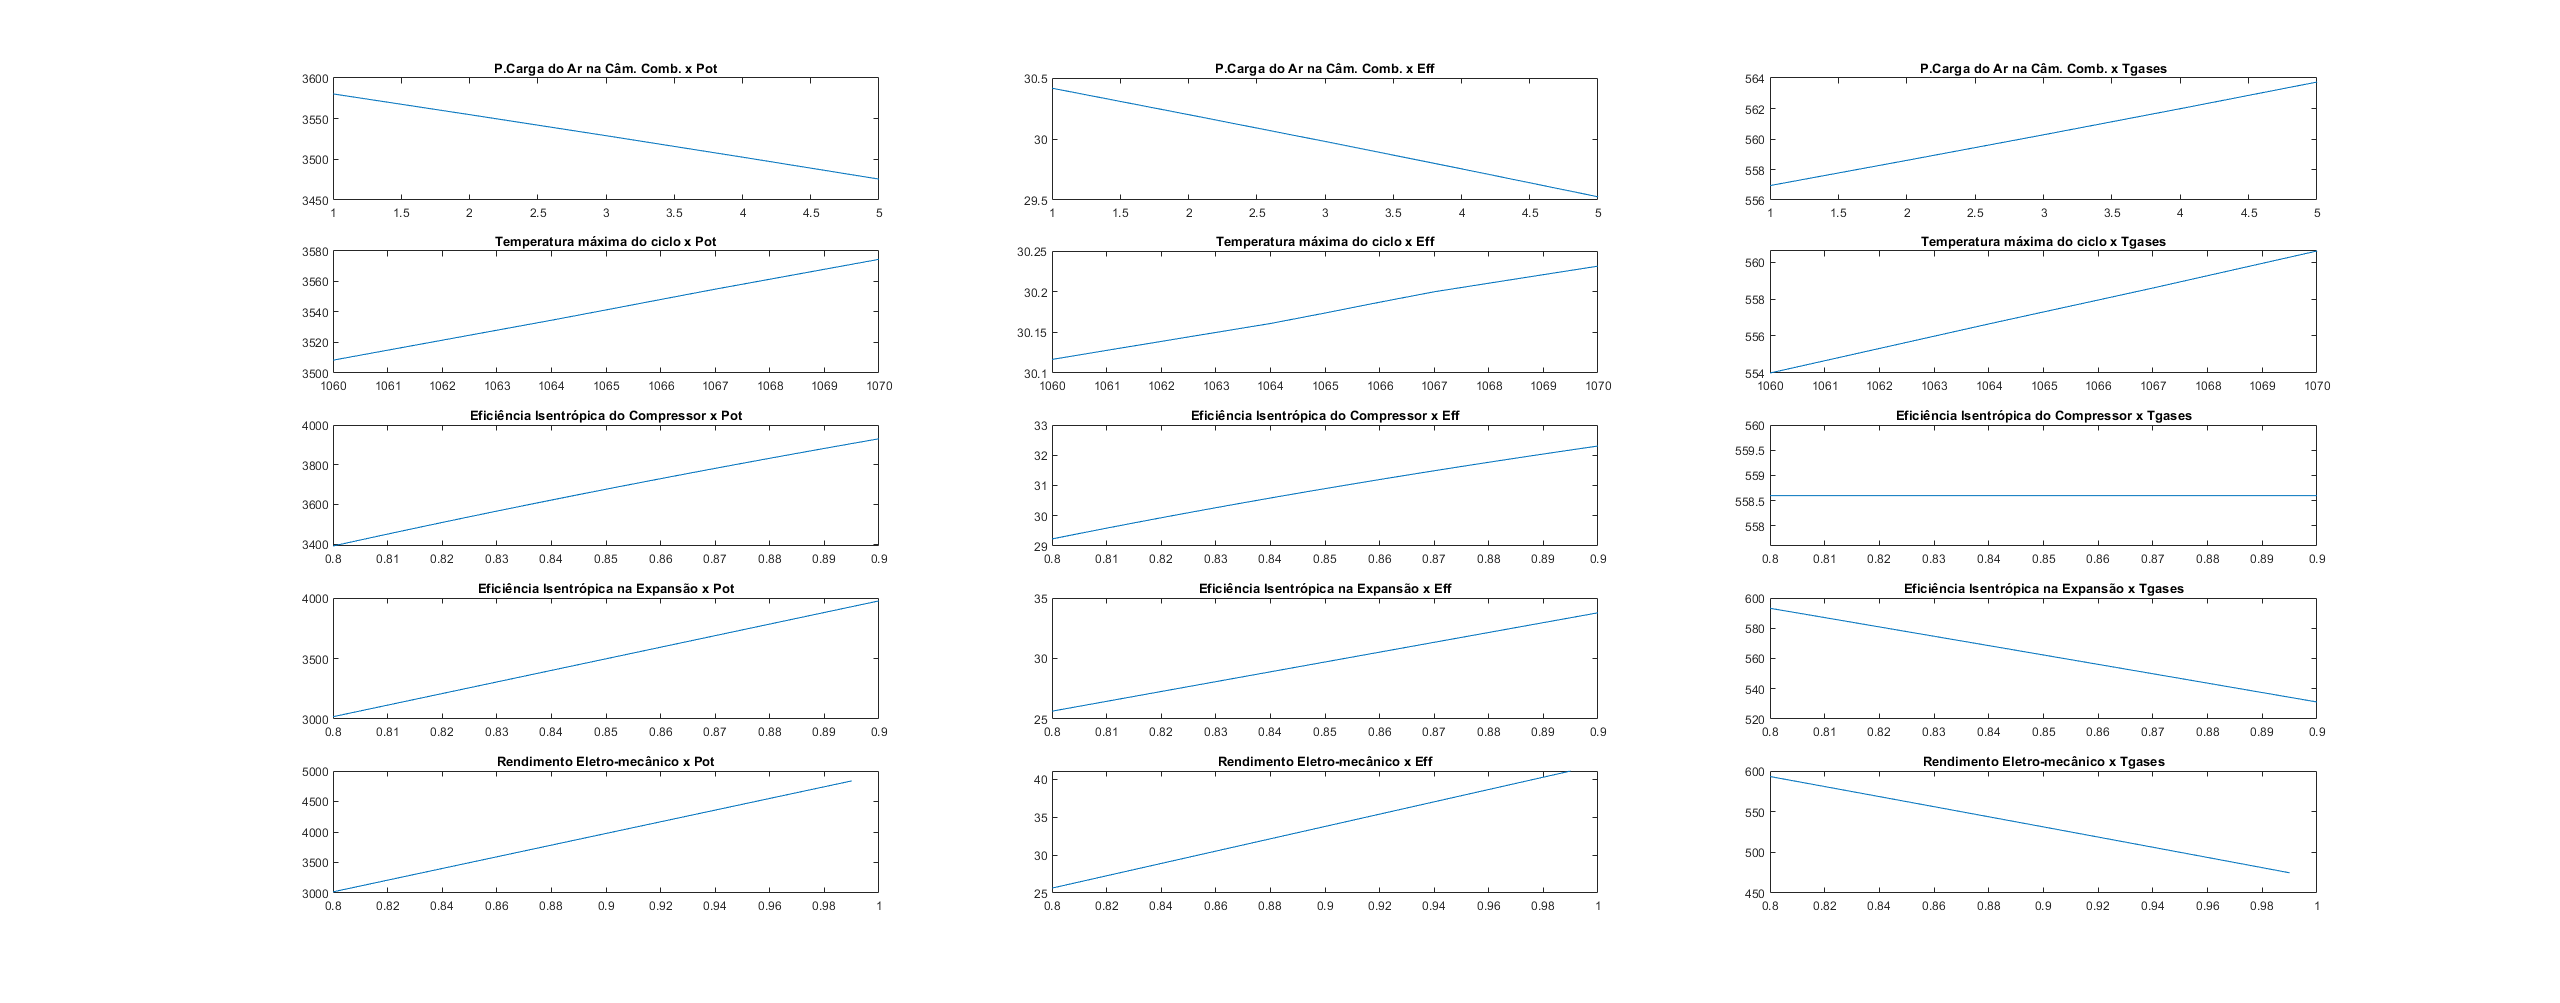 P.Carga do Ar na Câm. Comb. x Pot
3600
3550
3500
3450
1 1.5 2 2.5 3 3.5 4 4.5 5
P.Carga do Ar na Câm. Comb. x Eff
30.5
30
29.5
1 1.5 2 2.5 3 3.5 4 4.5 5
P.Carga do Ar na Câm. Comb. x Tgases
564
562
560
558
556
1 1.5 2 2.5 3 3.5 4 4.5 5
Temperatura máxima do ciclo x Pot
3580
3560
3540
3520
3500
1060 1061 1062 1063 1064 1065 1066 1067 1068 1069 1070
Temperatura máxima do ciclo x Eff
30.25
30.2
30.15
30.1
1060 1061 1062 1063 1064 1065 1066 1067 1068 1069 1070
Temperatura máxima do ciclo x Tgases
560
558
556
554
1060 1061 1062 1063 1064 1065 1066 1067 1068 1069 1070
Eficiência Isentrópica do Compressor x Pot
4000
3800
3600
3400
0.8 0.81 0.82 0.83 0.84 0.85 0.86 0.87 0.88 0.89 0.9
Eficiência Isentrópica do Compressor x Eff
33
32
31
30
29
0.8 0.81 0.82 0.83 0.84 0.85 0.86 0.87 0.88 0.89 0.9
Eficiência Isentrópica do Compressor x Tgases
560
559.5
559
558.5
558
0.8 0.81 0.82 0.83 0.84 0.85 0.86 0.87 0.88 0.89 0.9
Eficiência Isentrópica na Expansão x Pot
4000
3500
3000
0.8 0.81 0.82 0.83 0.84 0.85 0.86 0.87 0.88 0.89 0.9
Eficiência Isentrópica na Expansão x Eff
35
30
25
0.8 0.81 0.82 0.83 0.84 0.85 0.86 0.87 0.88 0.89 0.9
Eficiência Isentrópica na Expansão x Tgases
600
580
560
540
520
0.8 0.81 0.82 0.83 0.84 0.85 0.86 0.87 0.88 0.89 0.9
Rendimento Eletro-mecânico x Pot
5000
4500
4000
3500
3000
0.8 0.82 0.84 0.86 0.88 0.9 0.92 0.94 0.96 0.98 1
Rendimento Eletro-mecânico x Eff
40
35
30
25
0.8 0.82 0.84 0.86 0.88 0.9 0.92 0.94 0.96 0.98 1
Rendimento Eletro-mecânico x Tgases
600
550
500
450
0.8 0.82 0.84 0.86 0.88 0.9 0.92 0.94 0.96 0.98 1